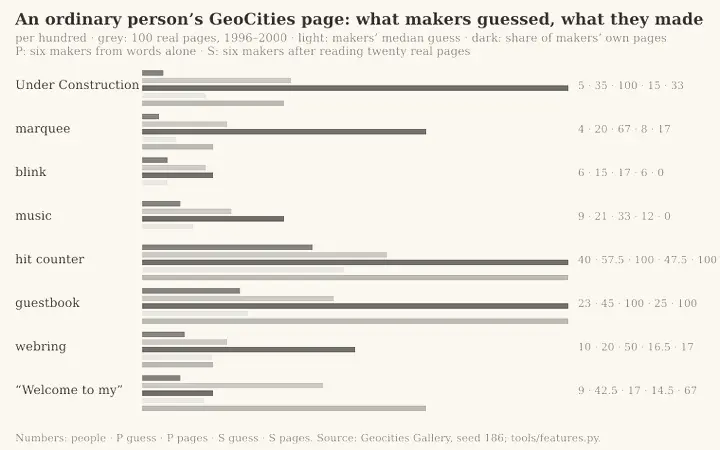 An ordinary person’s GeoCities page: what makers guessed, what they made
per hundred · grey: 100 real pages, 1996–2000 · light: makers’ median guess · dark: share of makers’ own pages
P: six makers from words alone · S: six makers after reading twenty real pages
Under Construction 5 · 35 · 100 · 15 · 33
marquee 4 · 20 · 67 · 8 · 17
blink 6 · 15 · 17 · 6 · 0
music 9 · 21 · 33 · 12 · 0
hit counter 40 · 57.5 · 100 · 47.5 · 100
guestbook 23 · 45 · 100 · 25 · 100
webring 10 · 20 · 50 · 16.5 · 17
“Welcome to my” 9 · 42.5 · 17 · 14.5 · 67
Numbers: people · P guess · P pages · S guess · S pages. Source: Geocities Gallery, seed 186; tools/features.py.